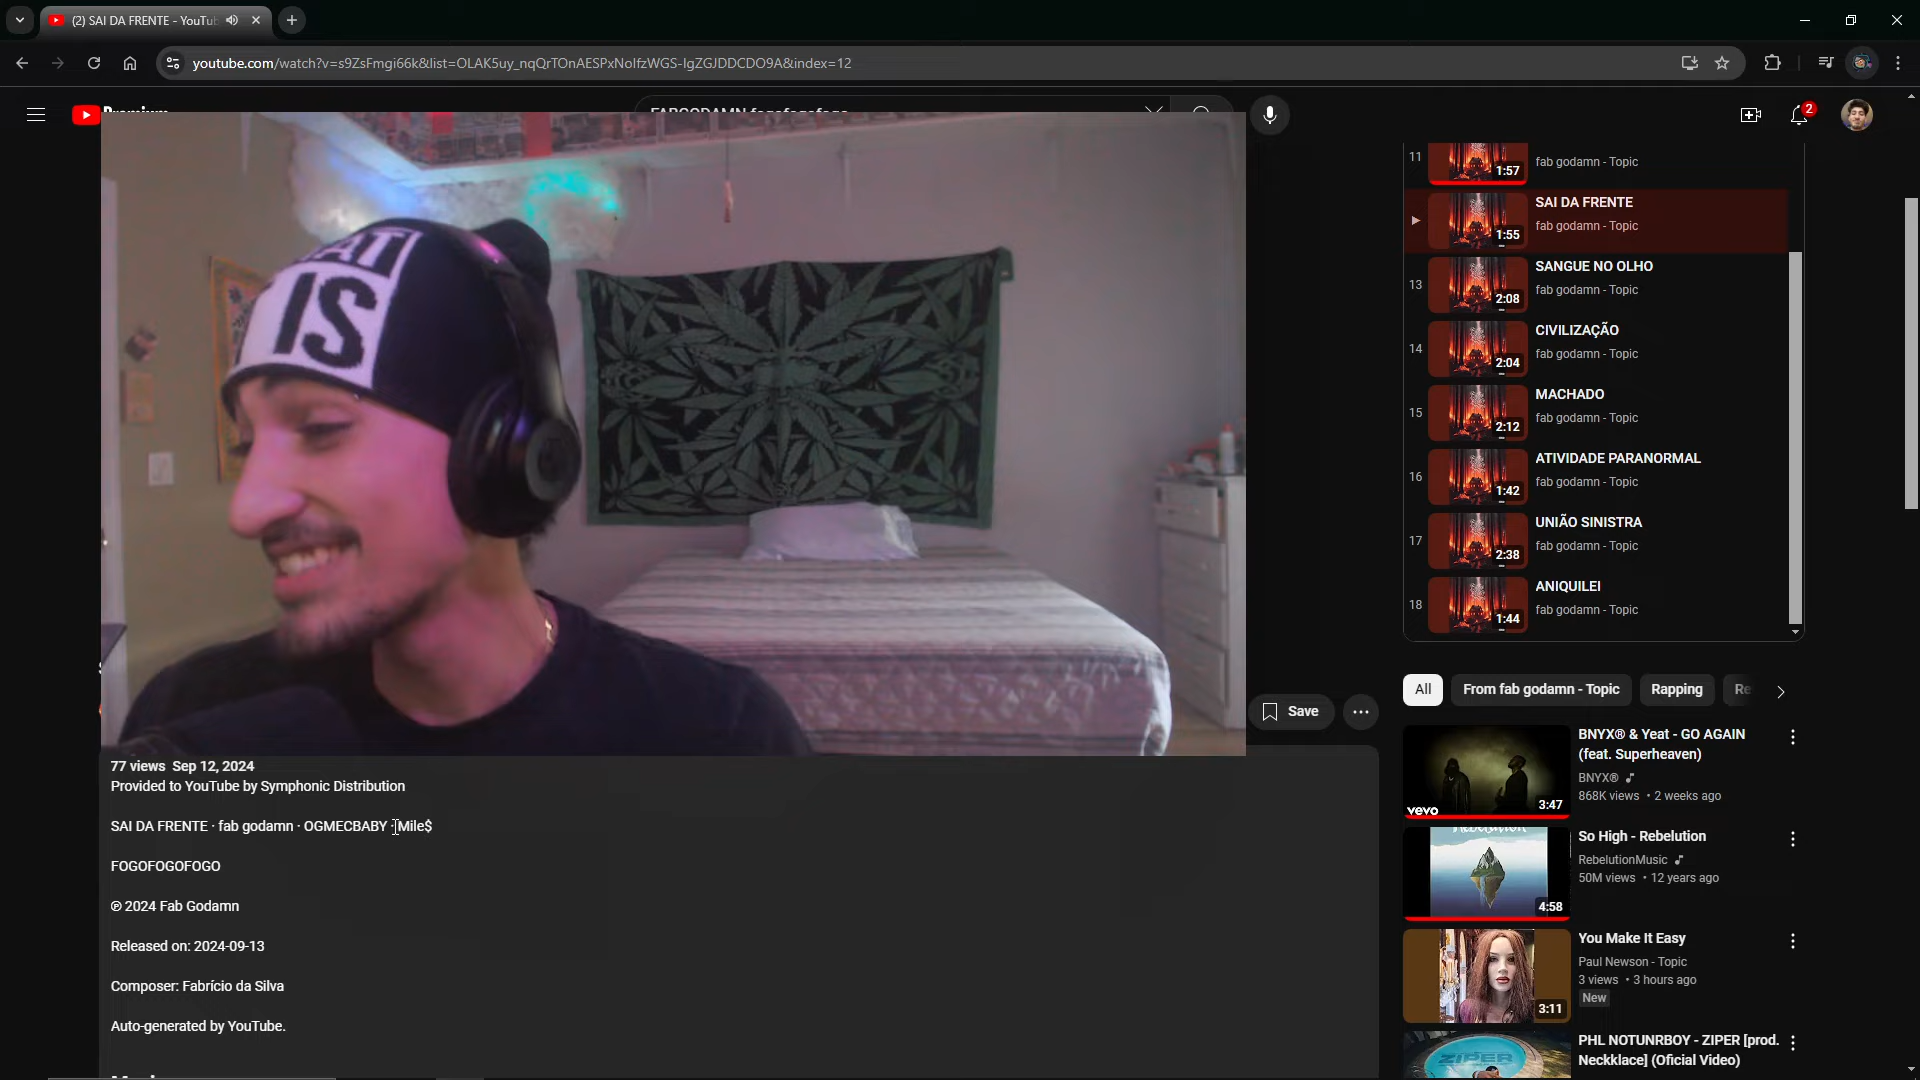 (2) SAI DA FRENTE - YouTub
youtube.com/watch?v=s9ZsFmgi66k&list=OLAK5uy_nqQrTOnAESPxNolfzWGS-IgZGJDDCDO9A&index=12
Premium
FABGODAMN fogofogofogo
2
IS
11
1:57
fab godamn - Topic
SAI DA FRENTE
fab godamn - Topic
1:55
13
SANGUE NO OLHO
fab godamn - Topic
2:08
14
CIVILIZAÇÃO
fab godamn - Topic
2:04
15
MACHADO
fab godamn - Topic
2:12
16
ATIVIDADE PARANORMAL
fab godamn - Topic
1:42
17
UNIÃO SINISTRA
fab godamn - Topic
2:38
18
ANIQUILEI
fab godamn - Topic
1:44
Save
77 views Sep 12, 2024
Provided to YouTube by Symphonic Distribution
SAI DA FRENTE · fab godamn · OGMECBABY · Mile$
FOGOFOGOFOGO
℗ 2024 Fab Godamn
Released on: 2024-09-13
Composer: Fabrício da Silva
Auto-generated by YouTube.
All
From fab godamn - Topic
Rapping
Re
BNYX® & Yeat - GO AGAIN
(feat. Superheaven)
BNYX®
868K views • 2 weeks ago
vevo
3:47
So High - Rebelution
RebelutionMusic
50M views • 12 years ago
4:58
You Make It Easy
Paul Newson - Topic
3 views • 3 hours ago
New
3:11
PHL NOTUNRBOY - ZIPER [prod.
Neckklace] (Oficial Video)
ZIPER